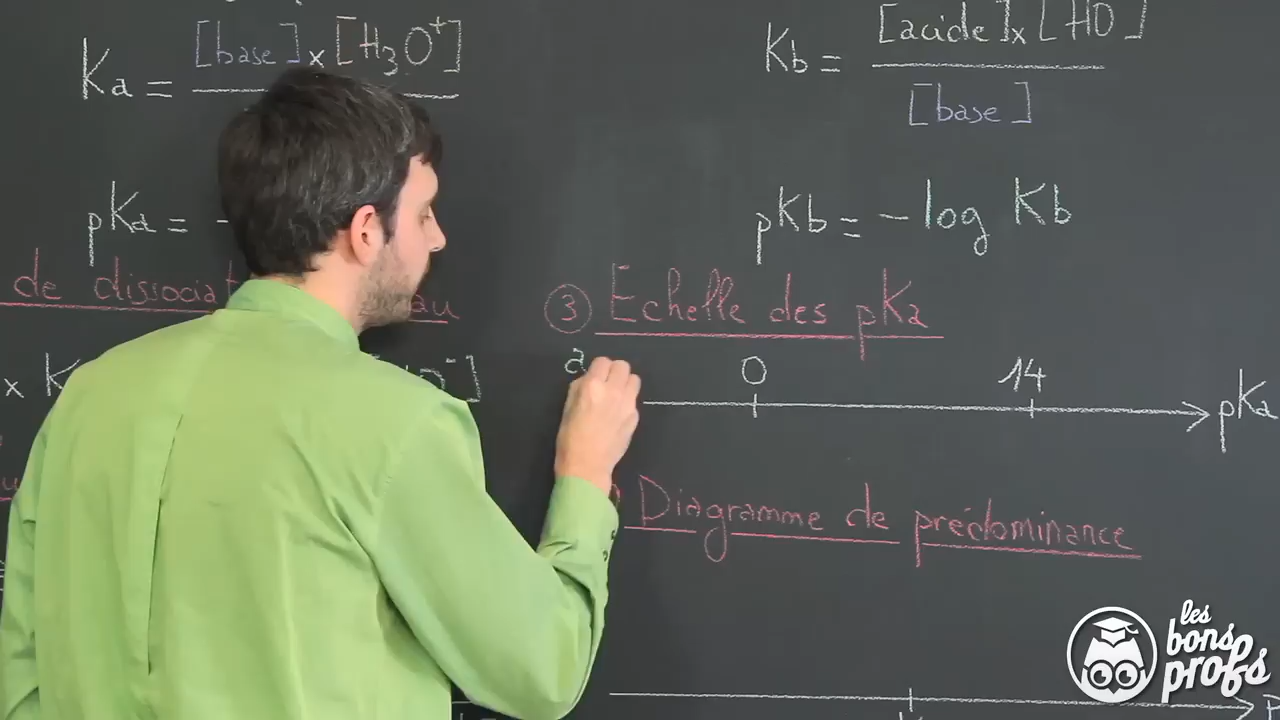 [base] x [H3O+]
Ka =
pKa = -
de dissociat au
x K O-]
[acide] x [HO ]
Kb =
[base]
pKb = - log Kb
③ Echelle des pKa
a 0 14
pKa
Diagramme de prédominance
les
bons
profs